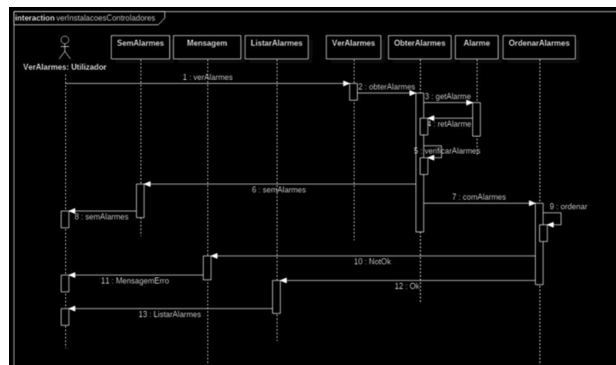 interaction verInstalacoesControladores
SemAlarmes
Mensagem
ListarAlarmes
VerAlarmes
ObterAlarmes
Alarme
OrdenarAlarmes
VerAlarmes: Utilizador
1 : verAlarmes
2 : obterAlarmes
3 : getAlarme
4 : retAlarme
5 : verificarAlarmes
6 : semAlarmes
7 : comAlarmes
8 : semAlarmes
9 : ordenar
10 : NotOk
11 : MensagemErro
12 : Ok
13 : ListarAlarmes